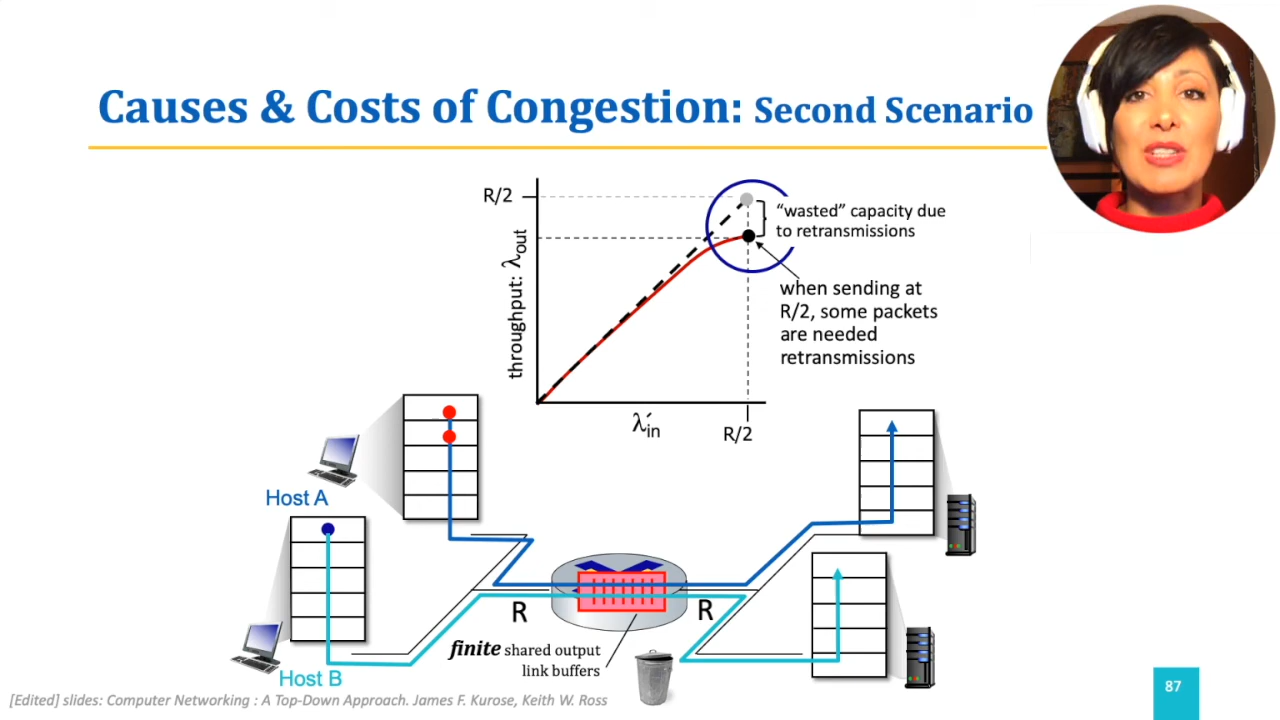 Causes & Costs of Congestion: Second Scenario
R/2
throughput: λout
"wasted" capacity due
to retransmissions
when sending at
R/2, some packets
are needed
retransmissions
λ′in
R/2
Host A
R
R
finite shared output
link buffers
Host B
87
[Edited] slides: Computer Networking : A Top-Down Approach. James F. Kurose, Keith W. Ross